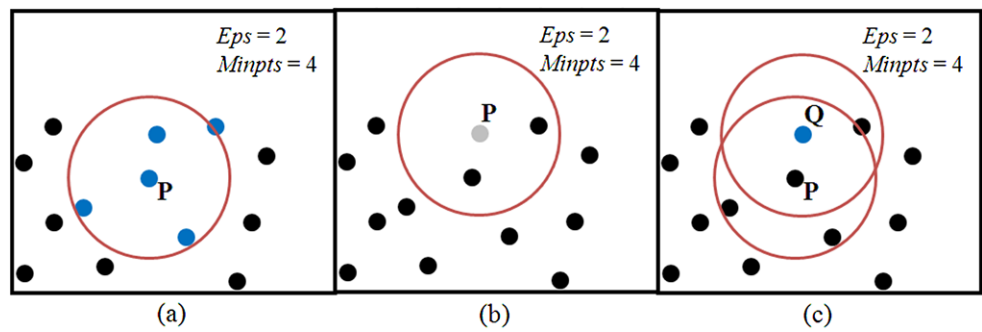 Eps = 2
Minpts = 4
P
(a)
Eps = 2
Minpts = 4
P
(b)
Eps = 2
Minpts = 4
Q
P
(c)